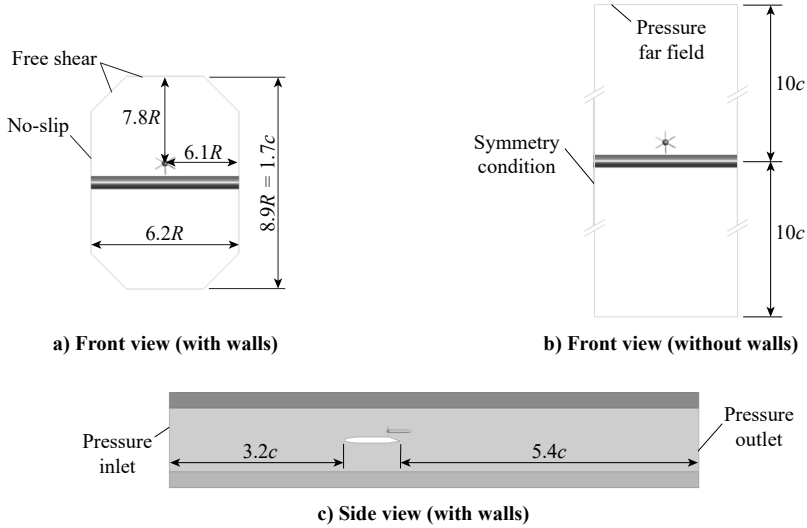 Free shear
No-slip
7.8R
6.1R
8.9R = 1.7c
6.2R
a) Front view (with walls)
Pressure
far field
10c
Symmetry
condition
10c
b) Front view (without walls)
Pressure
inlet
3.2c
5.4c
Pressure
outlet
c) Side view (with walls)